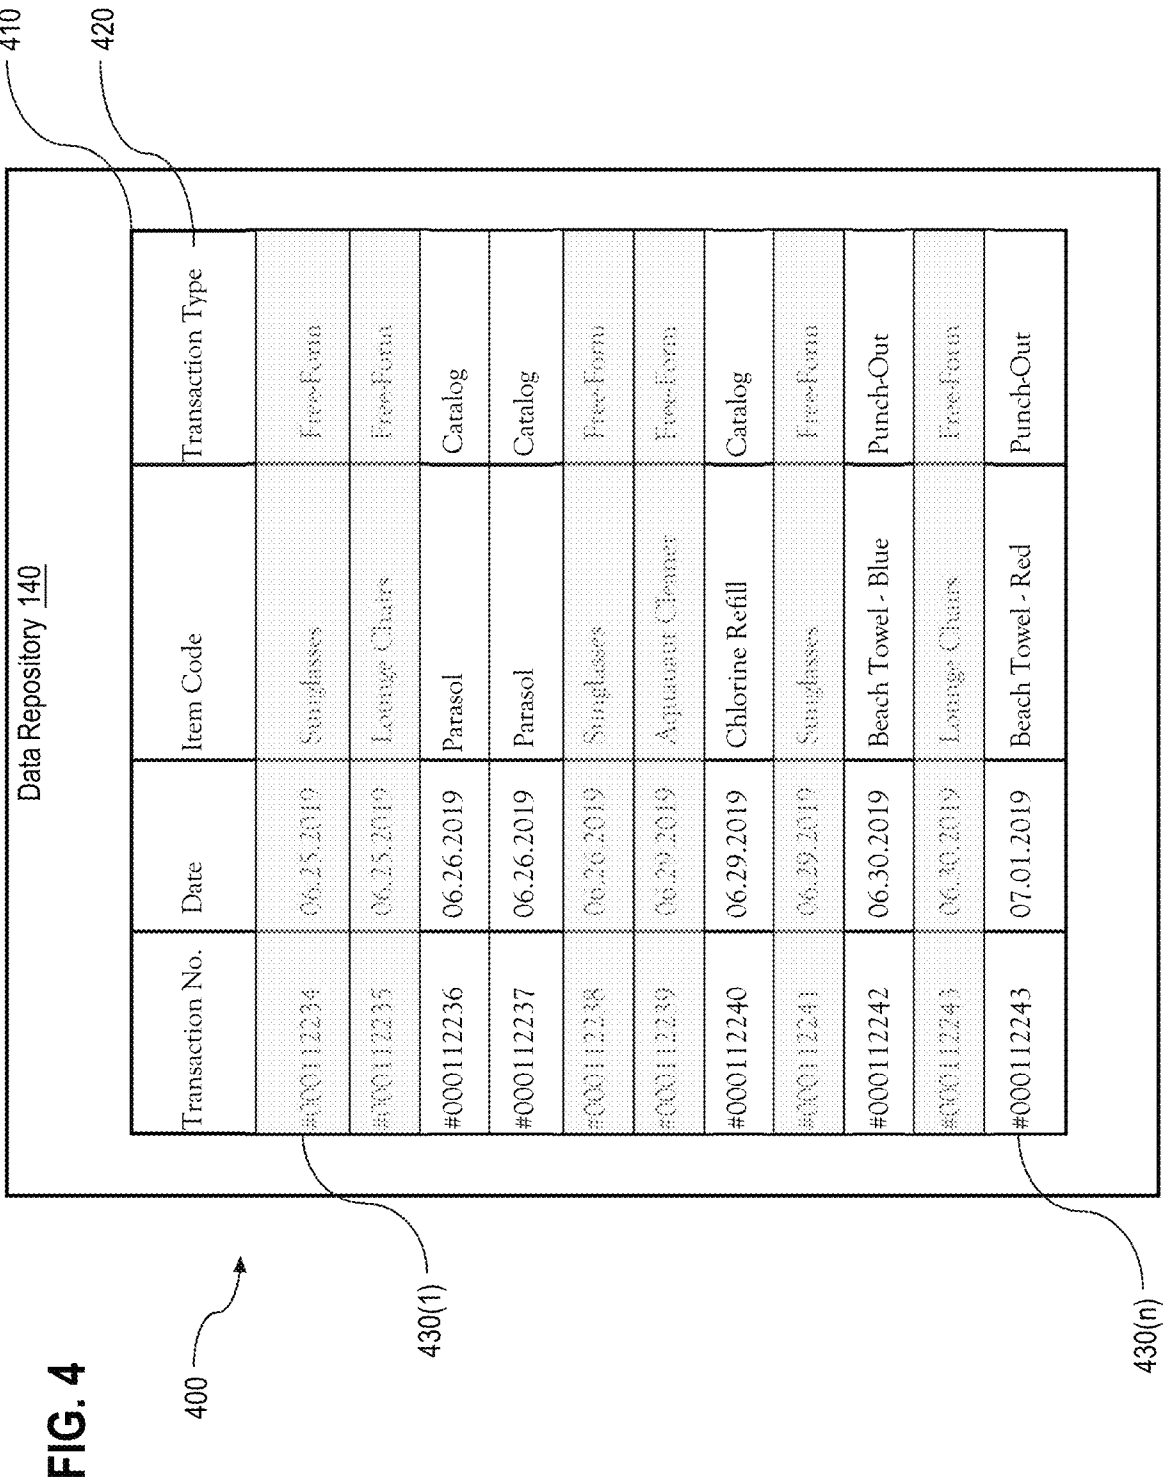 FIG. 4
400
Data Repository 140
410
420
Transaction No. Date Item Code Transaction Type
430(1)
#000112234 06.25.2019 Sunglasses Free-Form
#000112235 06.25.2019 Lounge Chairs Free-Form
#000112236 06.26.2019 Parasol Catalog
#000112237 06.26.2019 Parasol Catalog
#000112238 06.26.2019 Sunglasses Free-Form
#000112239 06.29.2019 Cleaner Free-Form
#000112240 06.29.2019 Chlorine Refill Catalog
#000112241 06.29.2019 Sunglasses Free-Form
#000112242 06.30.2019 Beach Towel - Blue Punch-Out
#000112243 06.30.2019 Lounge Chairs Free-Form
#000112243 07.01.2019 Beach Towel - Red Punch-Out
430(n)